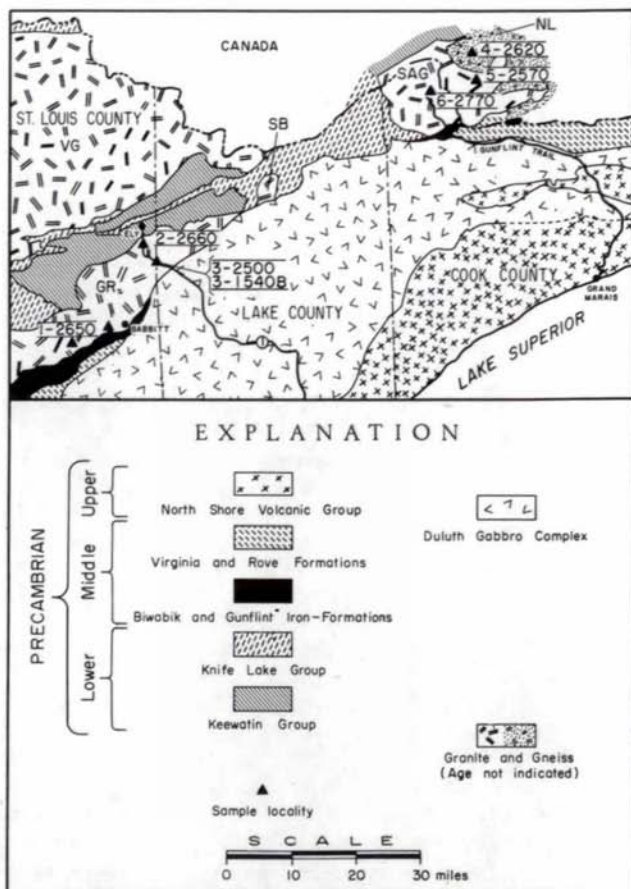 NL
CANADA
4-2620
SAG
5-2570
6-2770
ST. LOUIS COUNTY
VG
SB
GUNFLINT TRAIL
ELY
2-2660
COOK COUNTY
GRAND MARAIS
3-2500
3-1540B
GR
LAKE COUNTY
1-2650
BABBITT
1
LAKE SUPERIOR
EXPLANATION
PRECAMBRIAN
Upper
North Shore Volcanic Group
Duluth Gabbro Complex
Middle
Virginia and Rove Formations
Biwabik and Gunflint Iron-Formations
Lower
Knife Lake Group
Keewatin Group
Granite and Gneiss
(Age not indicated)
Sample locality
SCALE
0 10 20 30 miles